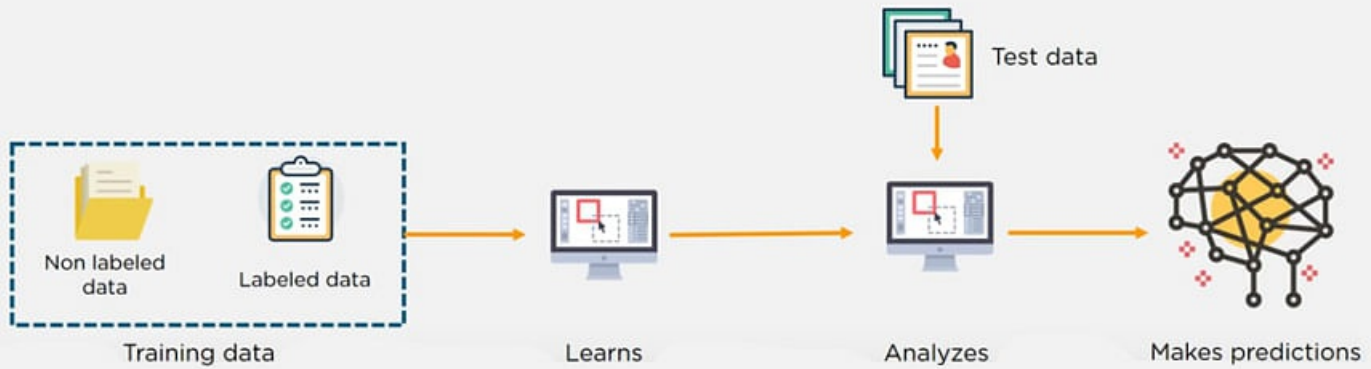 Test data
Non labeled
data
Labeled data
Training data
Learns
Analyzes
Makes predictions